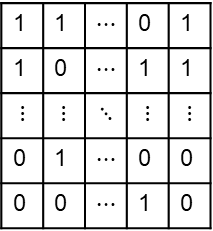 1 1 ⋯ 0 1
1 0 ⋯ 1 1
⋮ ⋮ ⋱ ⋮ ⋮
0 1 ⋯ 0 0
0 0 ⋯ 1 0